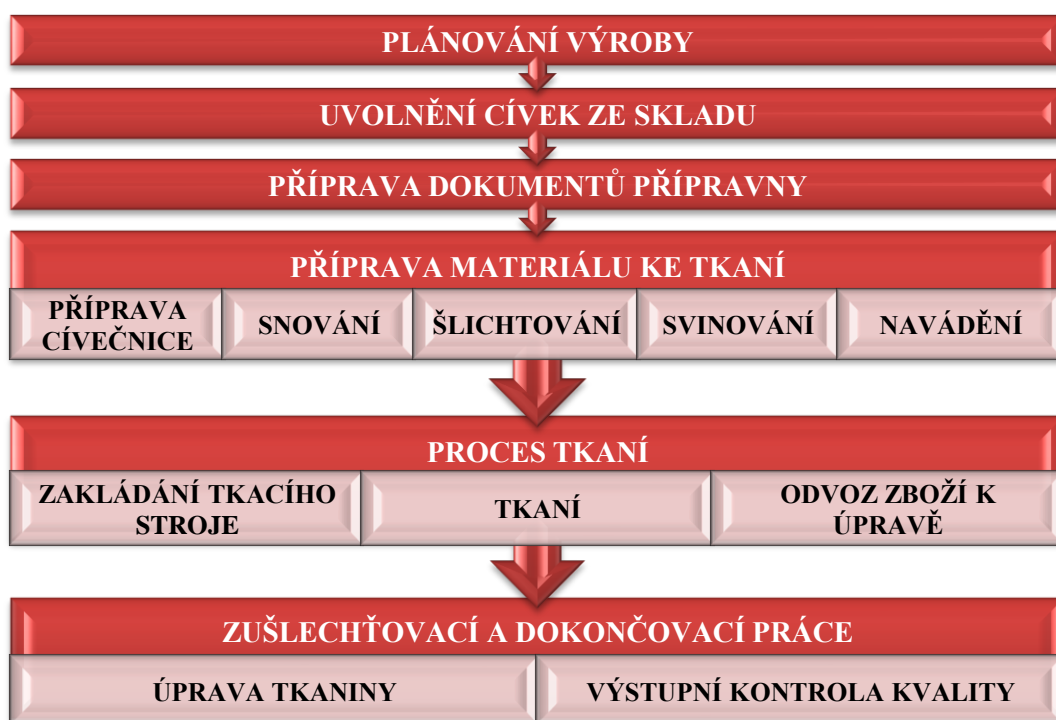 PLÁNOVÁNÍ VÝROBY
UVOLNĚNÍ CÍVEK ZE SKLADU
PŘÍPRAVA DOKUMENTŮ PŘÍPRAVNY
PŘÍPRAVA MATERIÁLU KE TKANÍ
PŘÍPRAVA
CÍVEČNICE
SNOVÁNÍ
ŠLICHTOVÁNÍ
SVINOVÁNÍ
NAVÁDĚNÍ
PROCES TKANÍ
ZAKLÁDÁNÍ TKACÍHO
STROJE
TKANÍ
ODVOZ ZBOŽÍ K
ÚPRAVĚ
ZUŠLECHŤOVACÍ A DOKONČOVACÍ PRÁCE
ÚPRAVA TKANINY
VÝSTUPNÍ KONTROLA KVALITY